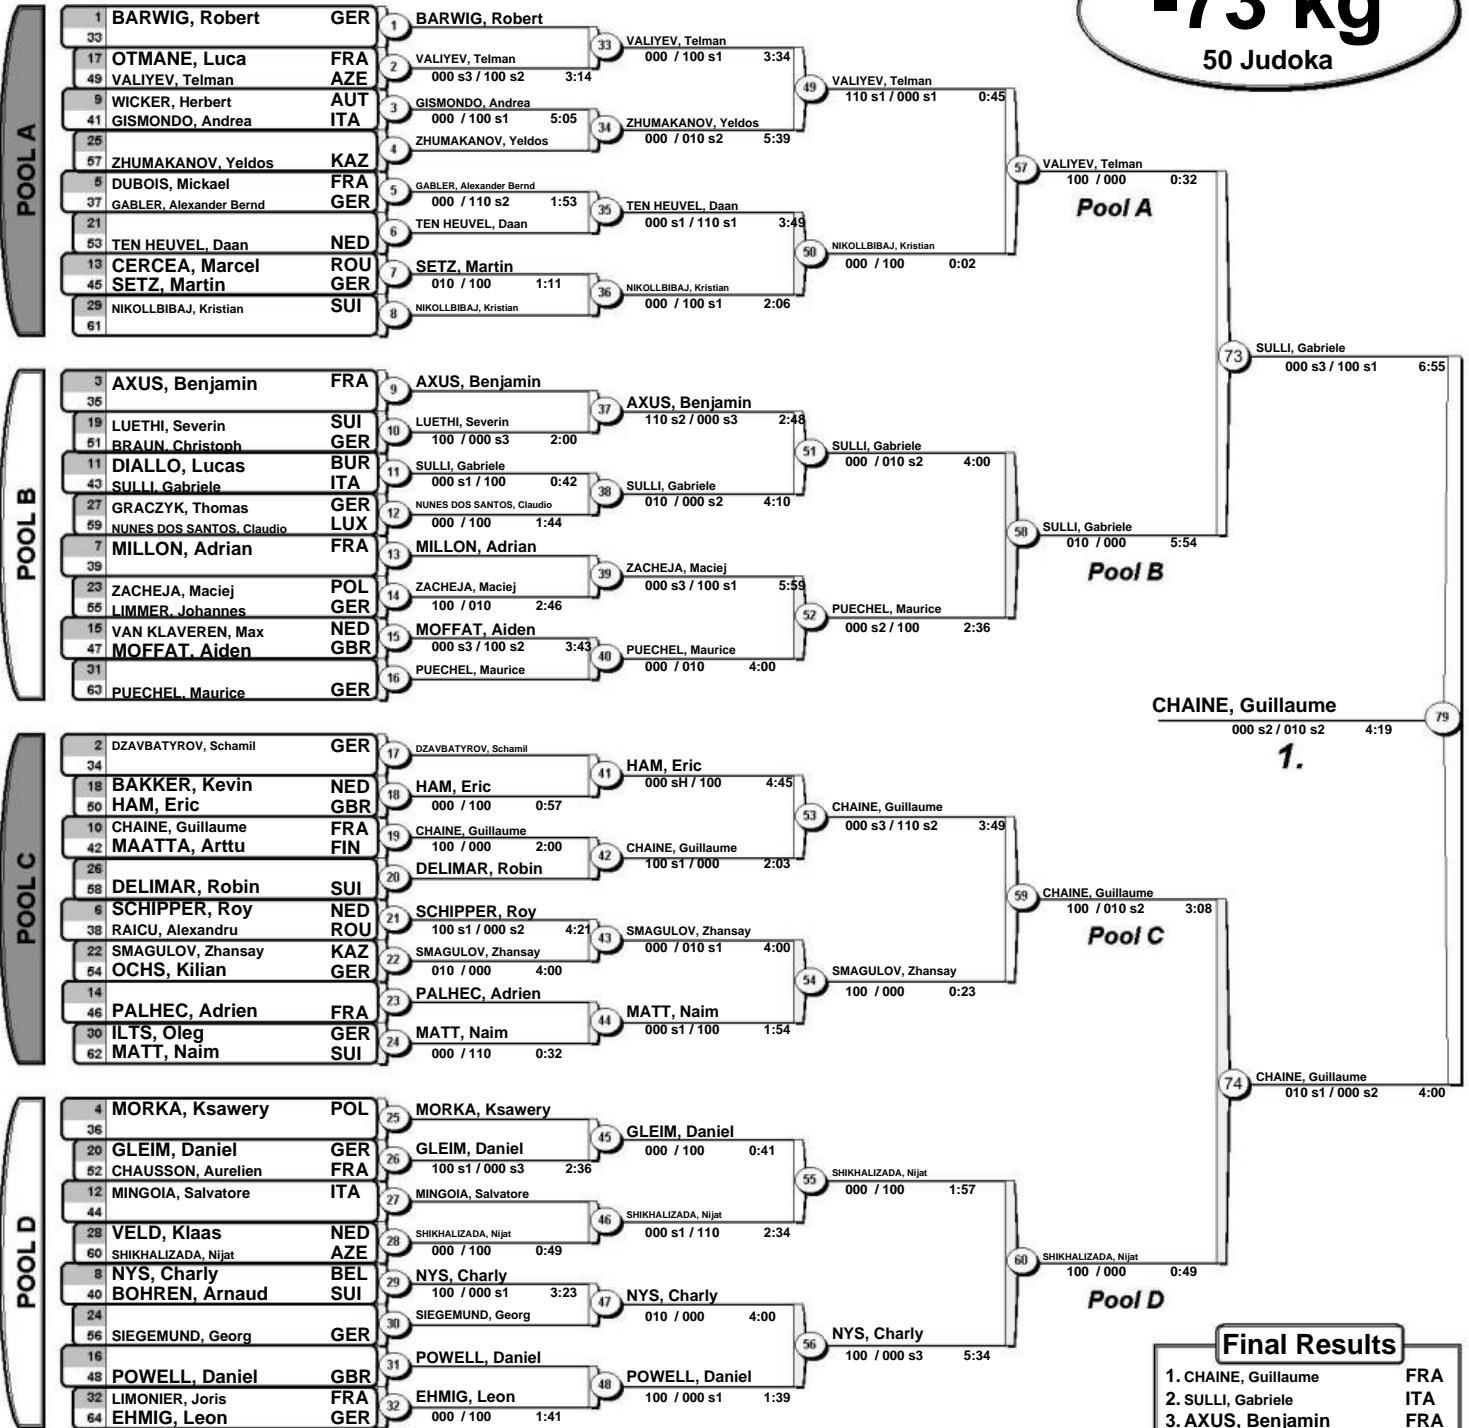 -73 kg
50 Judoka
POOL A
1 BARWIG, Robert GER
33
17 OTMANE, Luca FRA
49 VALIYEV, Telman AZE
9 WICKER, Herbert AUT
41 GISMONDO, Andrea ITA
25
57 ZHUMAKANOV, Yeldos KAZ
5 DUBOIS, Mickael FRA
37 GABLER, Alexander Bernd GER
21
53 TEN HEUVEL, Daan NED
13 CERCEA, Marcel ROU
45 SETZ, Martin GER
29 NIKOLLBIBAJ, Kristian SUI
61
1 BARWIG, Robert
2 VALIYEV, Telman
000 s3 / 100 s2 3:14
3 GISMONDO, Andrea
000 / 100 s1 5:05
4 ZHUMAKANOV, Yeldos
5 GABLER, Alexander Bernd
000 / 110 s2 1:53
6 TEN HEUVEL, Daan
7 SETZ, Martin
010 / 100 1:11
8 NIKOLLBIBAJ, Kristian
33 VALIYEV, Telman
000 / 100 s1 3:34
34 ZHUMAKANOV, Yeldos
000 / 010 s2 5:39
35 TEN HEUVEL, Daan
000 s1 / 110 s1 3:49
36 NIKOLLBIBAJ, Kristian
000 / 100 s1 2:06
49 VALIYEV, Telman
110 s1 / 000 s1 0:45
50 NIKOLLBIBAJ, Kristian
000 / 100 0:02
57 VALIYEV, Telman
100 / 000 0:32
Pool A
POOL B
3 AXUS, Benjamin FRA
35
19 LUETHI, Severin SUI
51 BRAUN, Christoph GER
11 DIALLO, Lucas BUR
43 SULLI, Gabriele ITA
27 GRACZYK, Thomas GER
59 NUNES DOS SANTOS, Claudio LUX
7 MILLON, Adrian FRA
39
23 ZACHEJA, Maciej POL
55 LIMMER, Johannes GER
15 VAN KLAVEREN, Max NED
47 MOFFAT, Aiden GBR
31
63 PUECHEL, Maurice GER
9 AXUS, Benjamin
10 LUETHI, Severin
100 / 000 s3 2:00
11 SULLI, Gabriele
000 s1 / 100 0:42
12 NUNES DOS SANTOS, Claudio
000 / 100 1:44
13 MILLON, Adrian
14 ZACHEJA, Maciej
100 / 010 2:46
15 MOFFAT, Aiden
000 s3 / 100 s2 3:43
16 PUECHEL, Maurice
37 AXUS, Benjamin
110 s2 / 000 s3 2:48
38 SULLI, Gabriele
010 / 000 s2 4:10
39 ZACHEJA, Maciej
000 s3 / 100 s1 5:59
40 PUECHEL, Maurice
000 / 010 4:00
51 SULLI, Gabriele
000 / 010 s2 4:00
52 PUECHEL, Maurice
000 s2 / 100 2:36
58 SULLI, Gabriele
010 / 000 5:54
Pool B
73 SULLI, Gabriele
000 s3 / 100 s1 6:55
CHAINE, Guillaume 79
000 s2 / 010 s2 4:19
1.
POOL C
2 DZAVBATYROV, Schamil GER
34
18 BAKKER, Kevin NED
50 HAM, Eric GBR
10 CHAINE, Guillaume FRA
42 MAATTA, Arttu FIN
26
58 DELIMAR, Robin SUI
6 SCHIPPER, Roy NED
38 RAICU, Alexandru ROU
22 SMAGULOV, Zhansay KAZ
54 OCHS, Kilian GER
14
46 PALHEC, Adrien FRA
30 ILTS, Oleg GER
62 MATT, Naim SUI
17 DZAVBATYROV, Schamil
18 HAM, Eric
000 / 100 0:57
19 CHAINE, Guillaume
100 / 000 2:00
20 DELIMAR, Robin
21 SCHIPPER, Roy
100 s1 / 000 s2 4:21
22 SMAGULOV, Zhansay
010 / 000 4:00
23 PALHEC, Adrien
24 MATT, Naim
000 / 110 0:32
41 HAM, Eric
000 sH / 100 4:45
42 CHAINE, Guillaume
100 s1 / 000 2:03
43 SMAGULOV, Zhansay
000 / 010 s1 4:00
44 MATT, Naim
000 s1 / 100 1:54
53 CHAINE, Guillaume
000 s3 / 110 s2 3:49
54 SMAGULOV, Zhansay
100 / 000 0:23
59 CHAINE, Guillaume
100 / 010 s2 3:08
Pool C
74 CHAINE, Guillaume
010 s1 / 000 s2 4:00
POOL D
4 MORKA, Ksawery POL
36
20 GLEIM, Daniel GER
52 CHAUSSON, Aurelien FRA
12 MINGOIA, Salvatore ITA
44
28 VELD, Klaas NED
60 SHIKHALIZADA, Nijat AZE
8 NYS, Charly BEL
40 BOHREN, Arnaud SUI
24
56 SIEGEMUND, Georg GER
16
48 POWELL, Daniel GBR
32 LIMONIER, Joris FRA
64 EHMIG, Leon GER
25 MORKA, Ksawery
26 GLEIM, Daniel
100 s1 / 000 s3 2:36
27 MINGOIA, Salvatore
28 SHIKHALIZADA, Nijat
000 / 100 0:49
29 NYS, Charly
100 / 000 s1 3:23
30 SIEGEMUND, Georg
31 POWELL, Daniel
32 EHMIG, Leon
000 / 100 1:41
45 GLEIM, Daniel
000 / 100 0:41
46 SHIKHALIZADA, Nijat
000 s1 / 110 2:34
47 NYS, Charly
010 / 000 4:00
48 POWELL, Daniel
100 / 000 s1 1:39
55 SHIKHALIZADA, Nijat
000 / 100 1:57
56 NYS, Charly
100 / 000 s3 5:34
60 SHIKHALIZADA, Nijat
100 / 000 0:49
Pool D
Final Results
1. CHAINE, Guillaume FRA
2. SULLI, Gabriele ITA
3. AXUS, Benjamin FRA